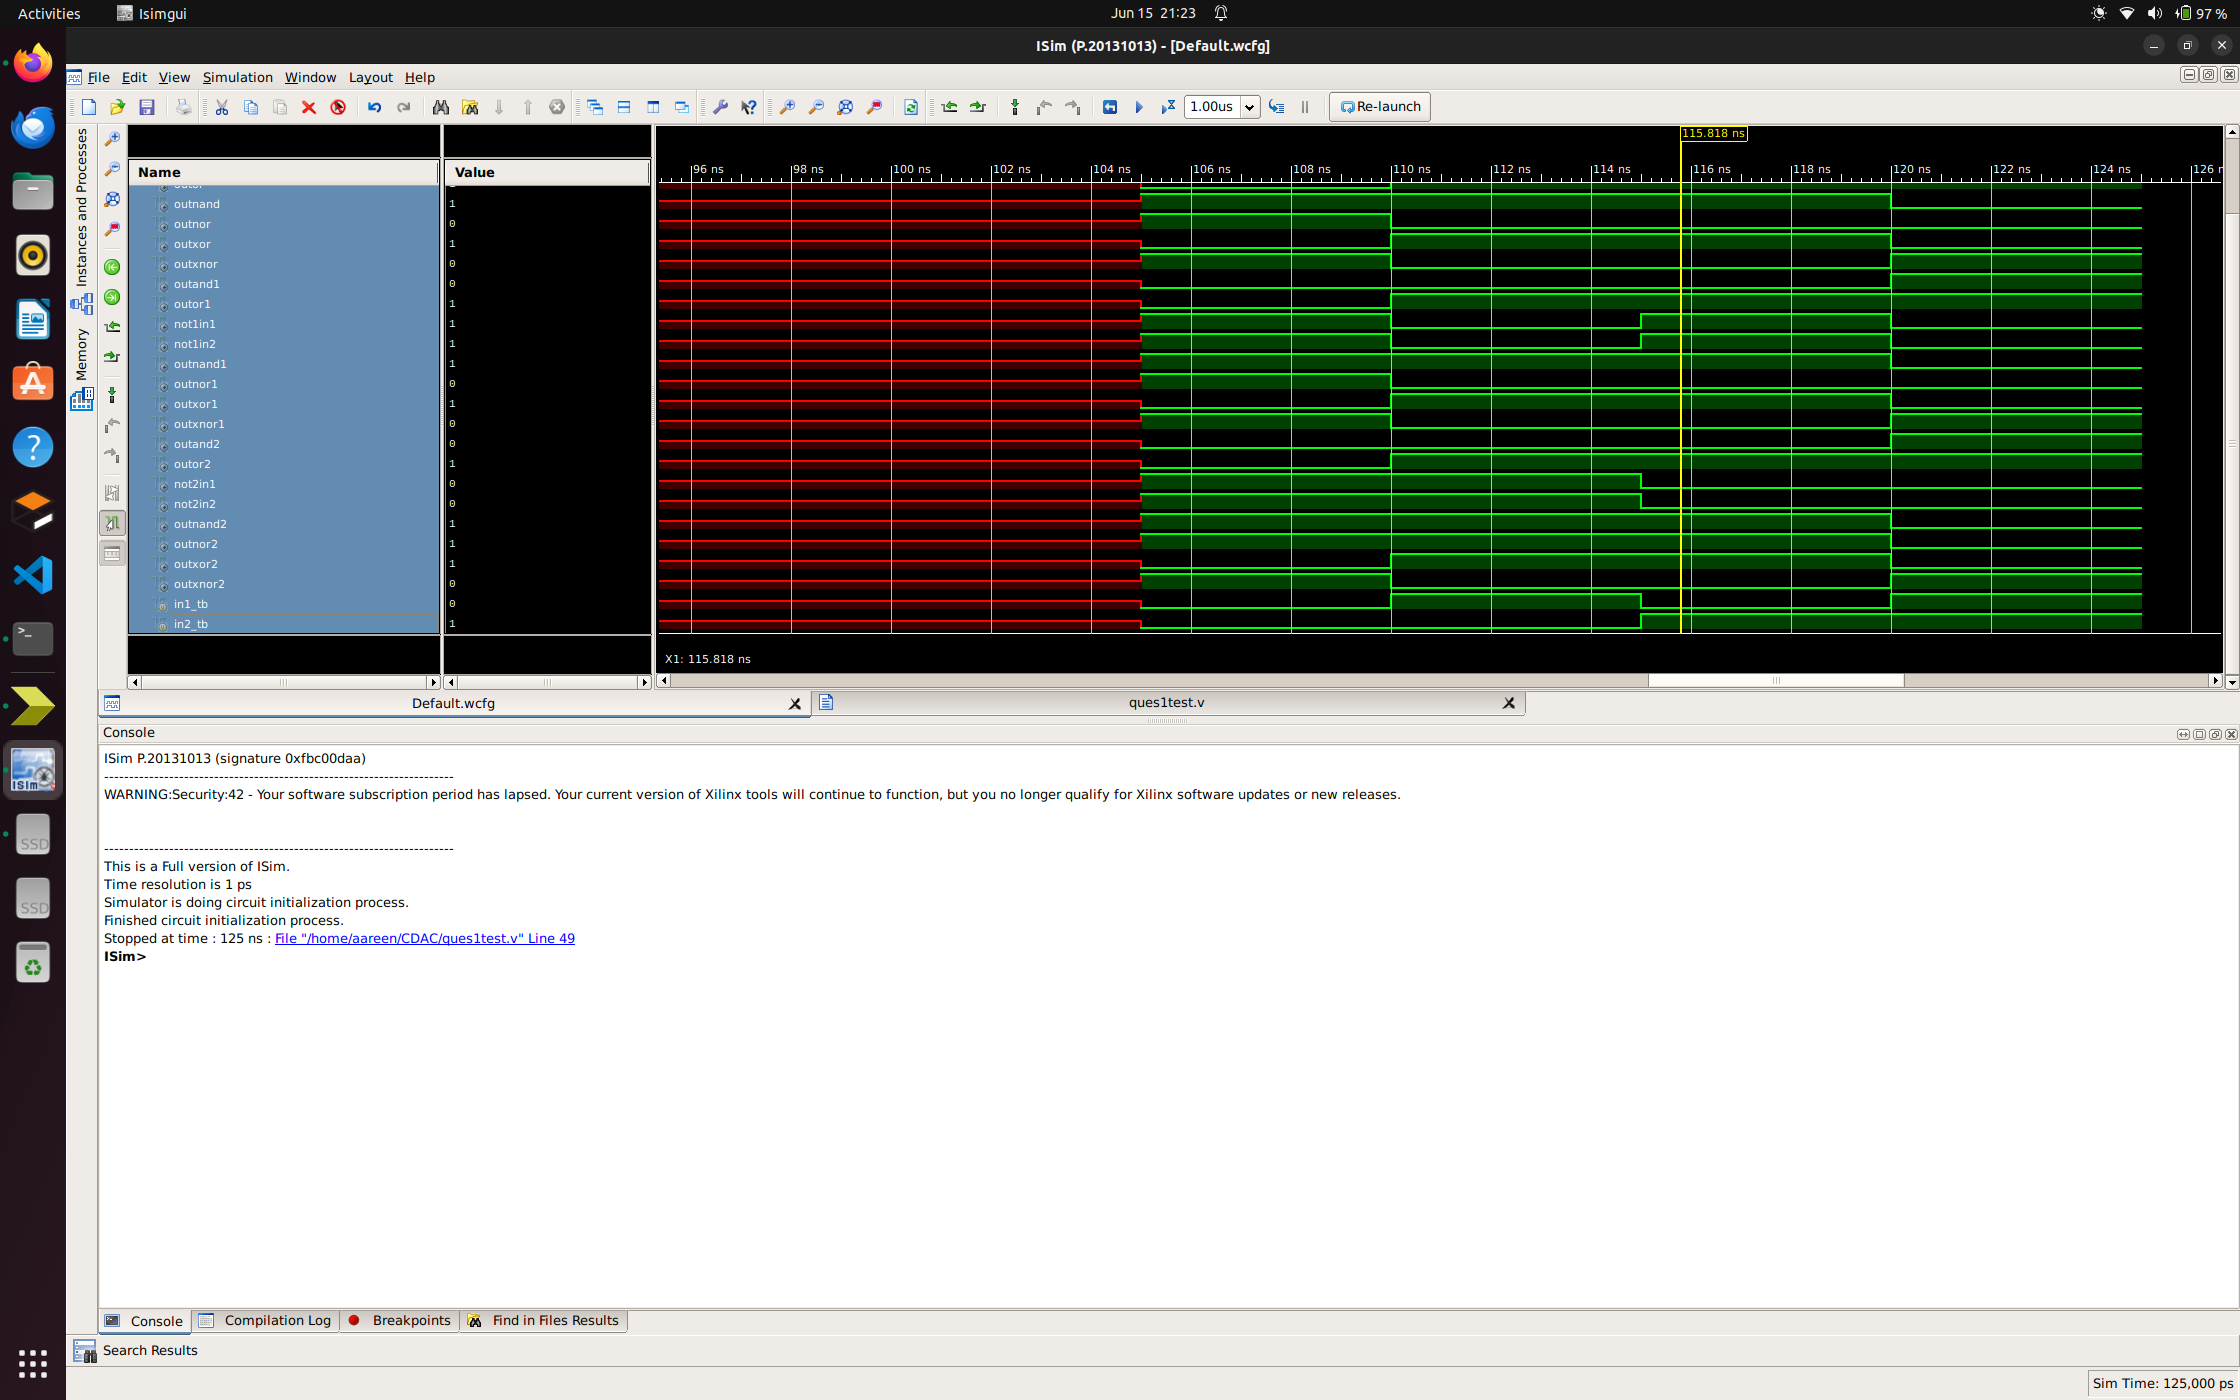 Activities Isimgui Jun 15 21:23 97 %
ISim (P.20131013) - [Default.wcfg]
File Edit View Simulation Window Layout Help
1.00us Re-launch
Instances and Processes
Memory
Name Value
115.818 ns
96 ns 98 ns 100 ns 102 ns 104 ns 106 ns 108 ns 110 ns 112 ns 114 ns 116 ns 118 ns 120 ns 122 ns 124 ns 126 n
outnand 1
outnor 0
outxor 1
outxnor 0
outand1 0
outor1 1
not1in1 1
not1in2 1
outnand1 1
outnor1 0
outxor1 1
outxnor1 0
outand2 0
outor2 1
not2in1 0
not2in2 0
outnand2 1
outnor2 1
outxor2 1
outxnor2 0
in1_tb 0
in2_tb 1
X1: 115.818 ns
Default.wcfg ques1test.v
Console
ISim P.20131013 (signature 0xfbc00daa)
----------------------------------------------------------------------
WARNING:Security:42 - Your software subscription period has lapsed. Your current version of Xilinx tools will continue to function, but you no longer qualify for Xilinx software updates or new releases.
----------------------------------------------------------------------
This is a Full version of ISim.
Time resolution is 1 ps
Simulator is doing circuit initialization process.
Finished circuit initialization process.
Stopped at time : 125 ns : File "/home/aareen/CDAC/ques1test.v" Line 49
ISim>
Console Compilation Log Breakpoints Find in Files Results
Search Results
Sim Time: 125,000 ps
ISim
SSD
SSD